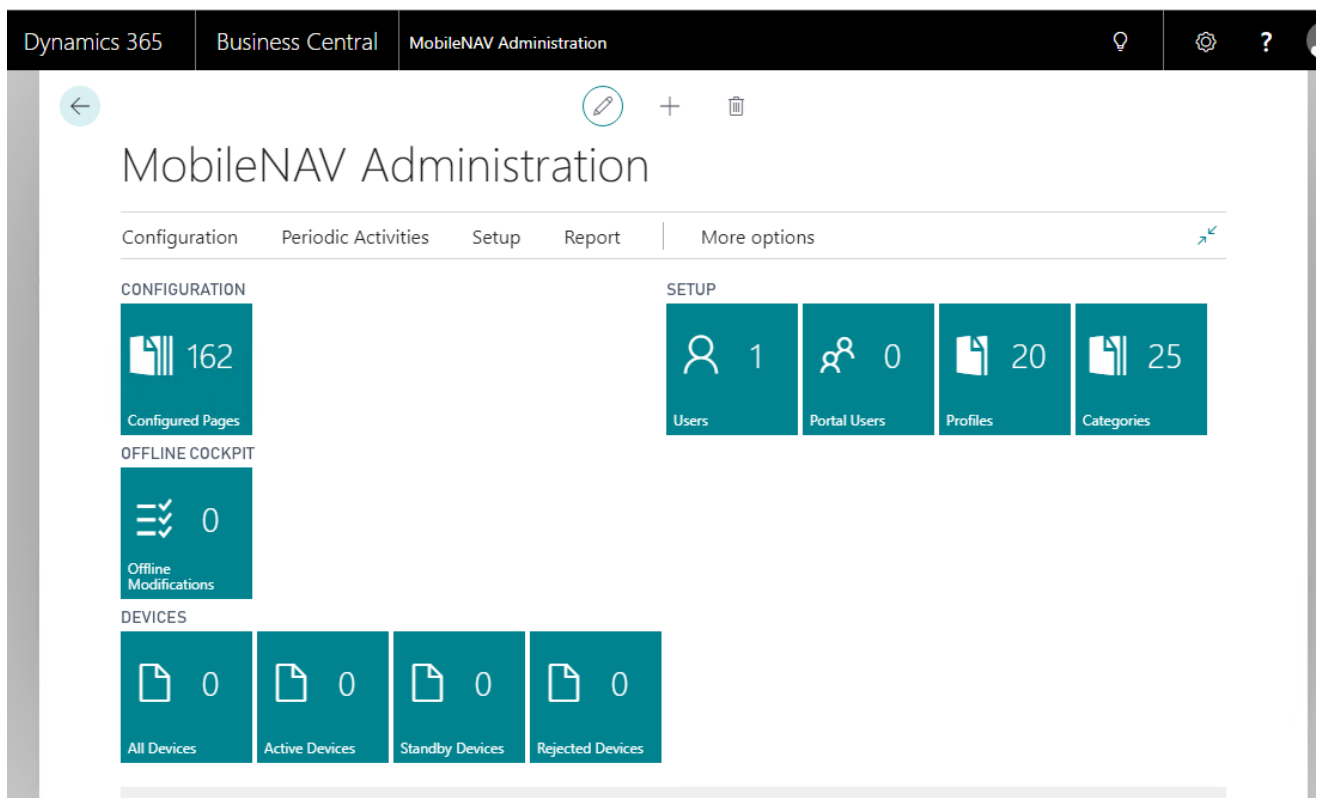 Dynamics 365 Business Central MobileNAV Administration ?
MobileNAV Administration
Configuration Periodic Activities Setup Report More options
CONFIGURATION
162
Configured Pages
SETUP
1
Users
0
Portal Users
20
Profiles
25
Categories
OFFLINE COCKPIT
0
Offline
Modifications
DEVICES
0
All Devices
0
Active Devices
0
Standby Devices
0
Rejected Devices